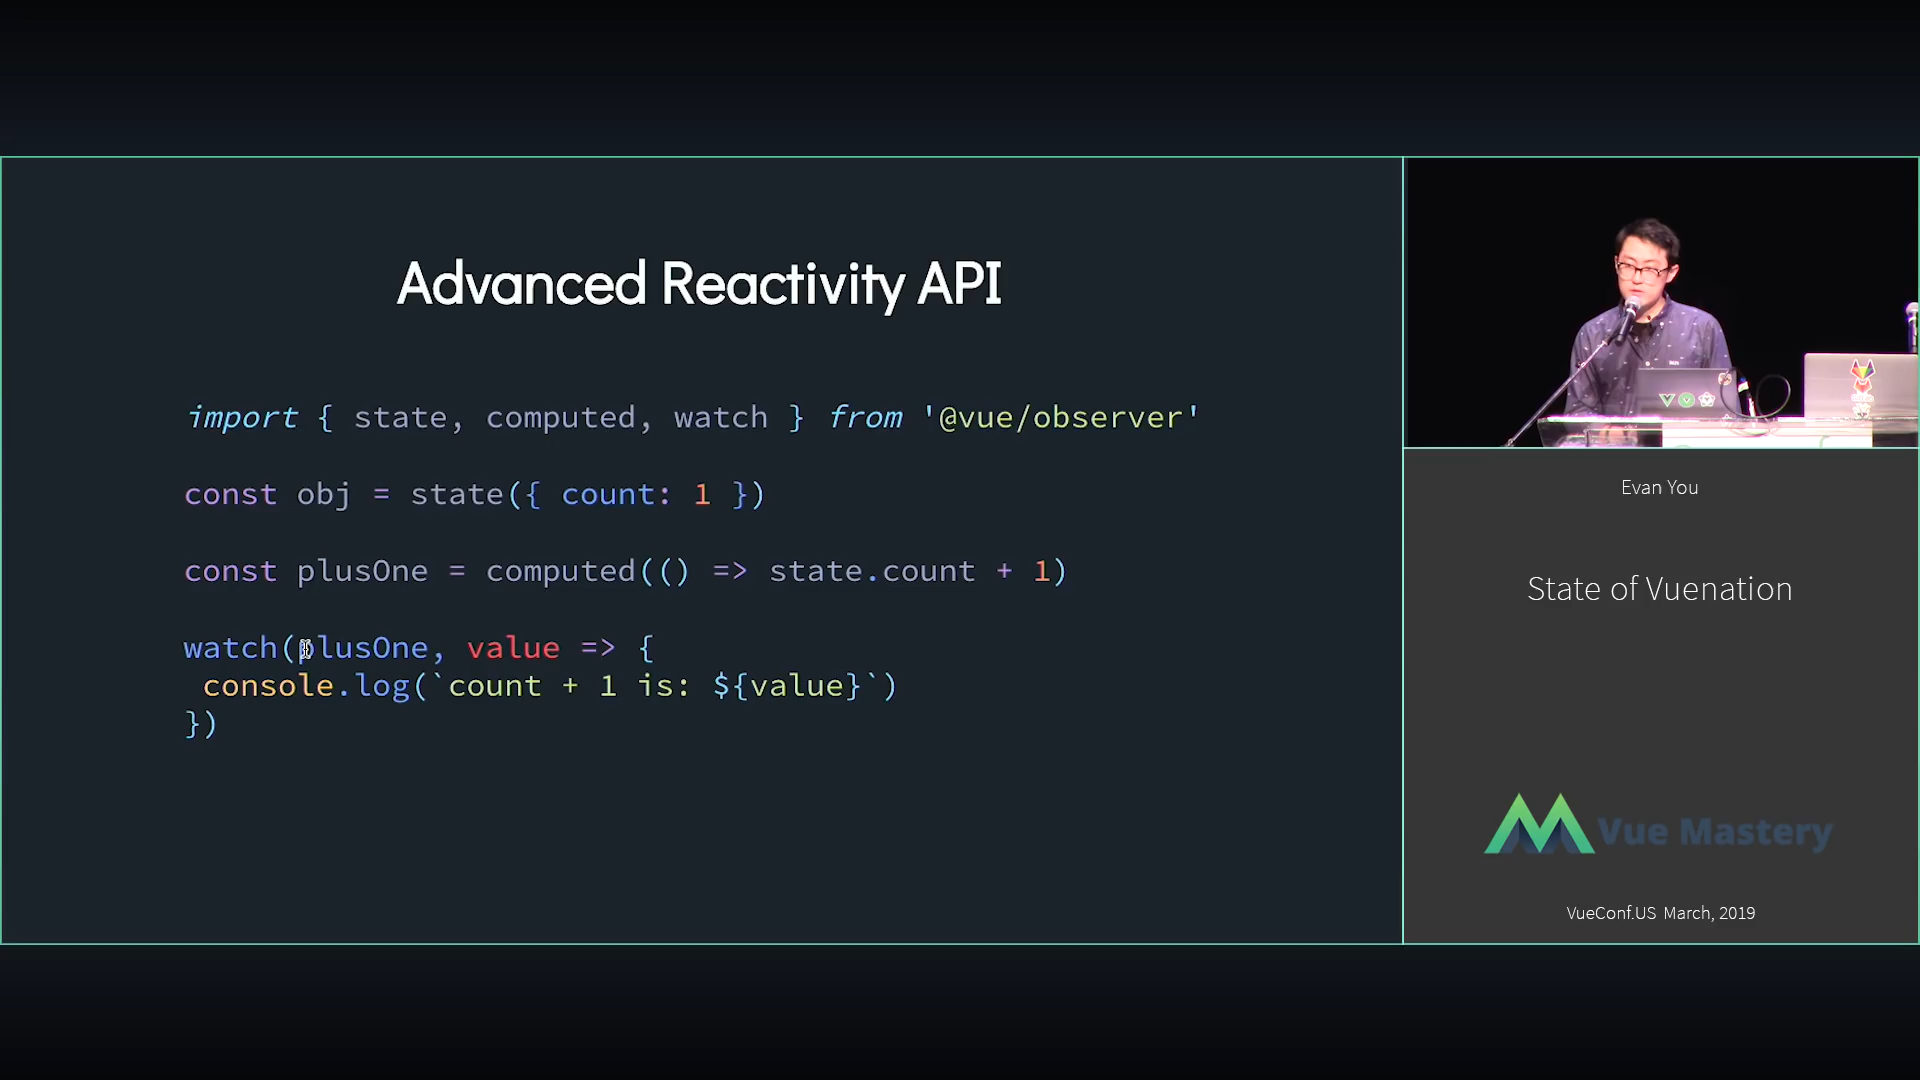 Advanced Reactivity API
import { state, computed, watch } from '@vue/observer'
const obj = state({ count: 1 })
const plusOne = computed(() => state.count + 1)
watch(plusOne, value => {
console.log(`count + 1 is: ${value}`)
})
Evan You
State of Vuenation
Vue Mastery
VueConf.US March, 2019